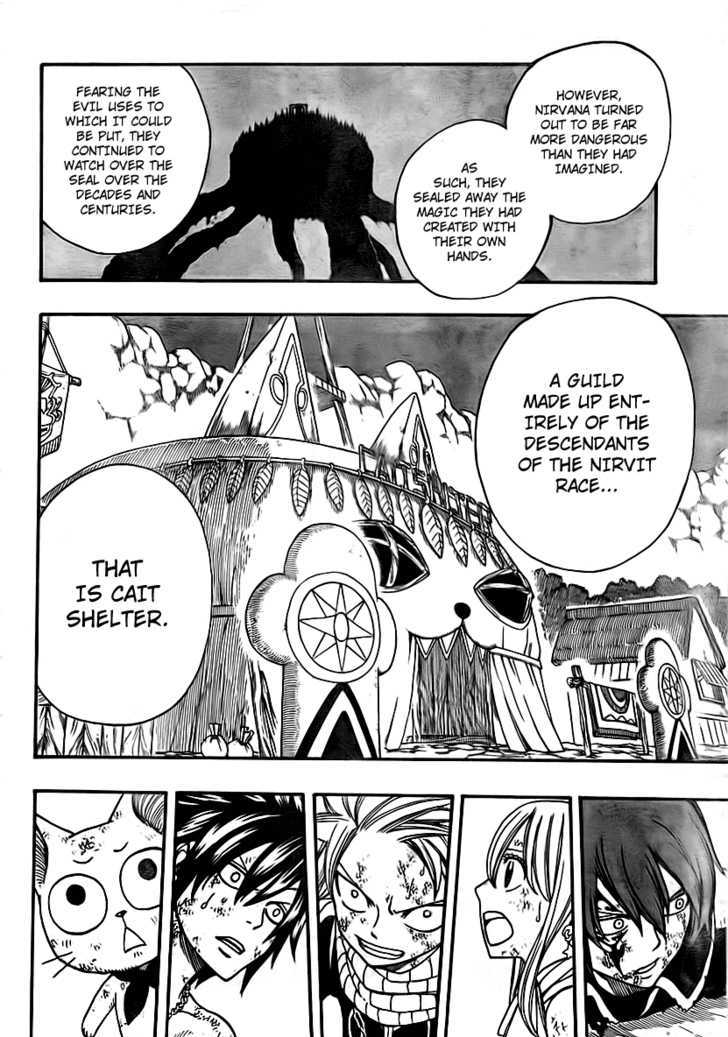 HOWEVER,
NIRVANA TURNED
OUT TO BE FAR
MORE DANGEROUS
THAN THEY HAD
IMAGINED.
AS
SUCH, THEY
SEALED AWAY THE
MAGIC THEY HAD
CREATED WITH
THEIR OWN
HANDS.
FEARING THE
EVIL USES TO
WHICH IT COULD
BE PUT, THEY
CONTINUED TO
WATCH OVER THE
SEAL OVER THE
DECADES AND
CENTURIES.
A GUILD
MADE UP ENT-
IRELY OF THE
DESCENDANTS
OF THE NIRVIT
RACE...
THAT
IS CAIT
SHELTER.